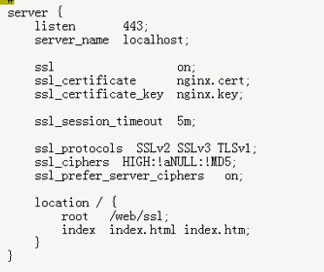 #
server {
listen 443;
server_name localhost;
ssl on;
ssl_certificate nginx.cert;
ssl_certificate_key nginx.key;
ssl_session_timeout 5m;
ssl_protocols SSLv2 SSLv3 TLSv1;
ssl_ciphers HIGH:!aNULL:!MD5;
ssl_prefer_server_ciphers on;
location / {
root /web/ssl;
index index.html index.htm;
}
}